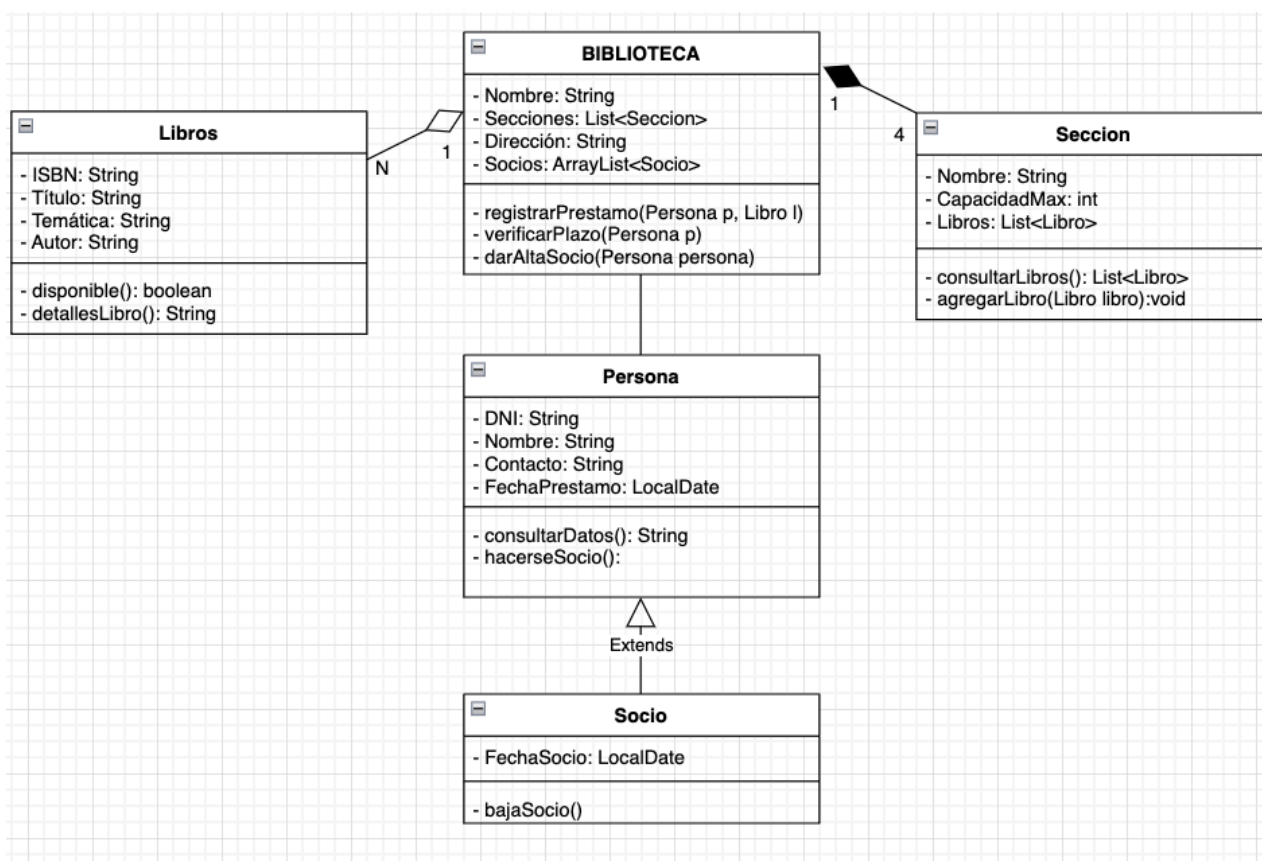 BIBLIOTECA
- Nombre: String
- Secciones: List<Seccion>
- Dirección: String
- Socios: ArrayList<Socio>
- registrarPrestamo(Persona p, Libro l)
- verificarPlazo(Persona p)
- darAltaSocio(Persona persona)
1
N
Libros
- ISBN: String
- Título: String
- Temática: String
- Autor: String
- disponible(): boolean
- detallesLibro(): String
1
4
Seccion
- Nombre: String
- CapacidadMax: int
- Libros: List<Libro>
- consultarLibros(): List<Libro>
- agregarLibro(Libro libro):void
Persona
- DNI: String
- Nombre: String
- Contacto: String
- FechaPrestamo: LocalDate
- consultarDatos(): String
- hacerseSocio():
Extends
Socio
- FechaSocio: LocalDate
- bajaSocio()